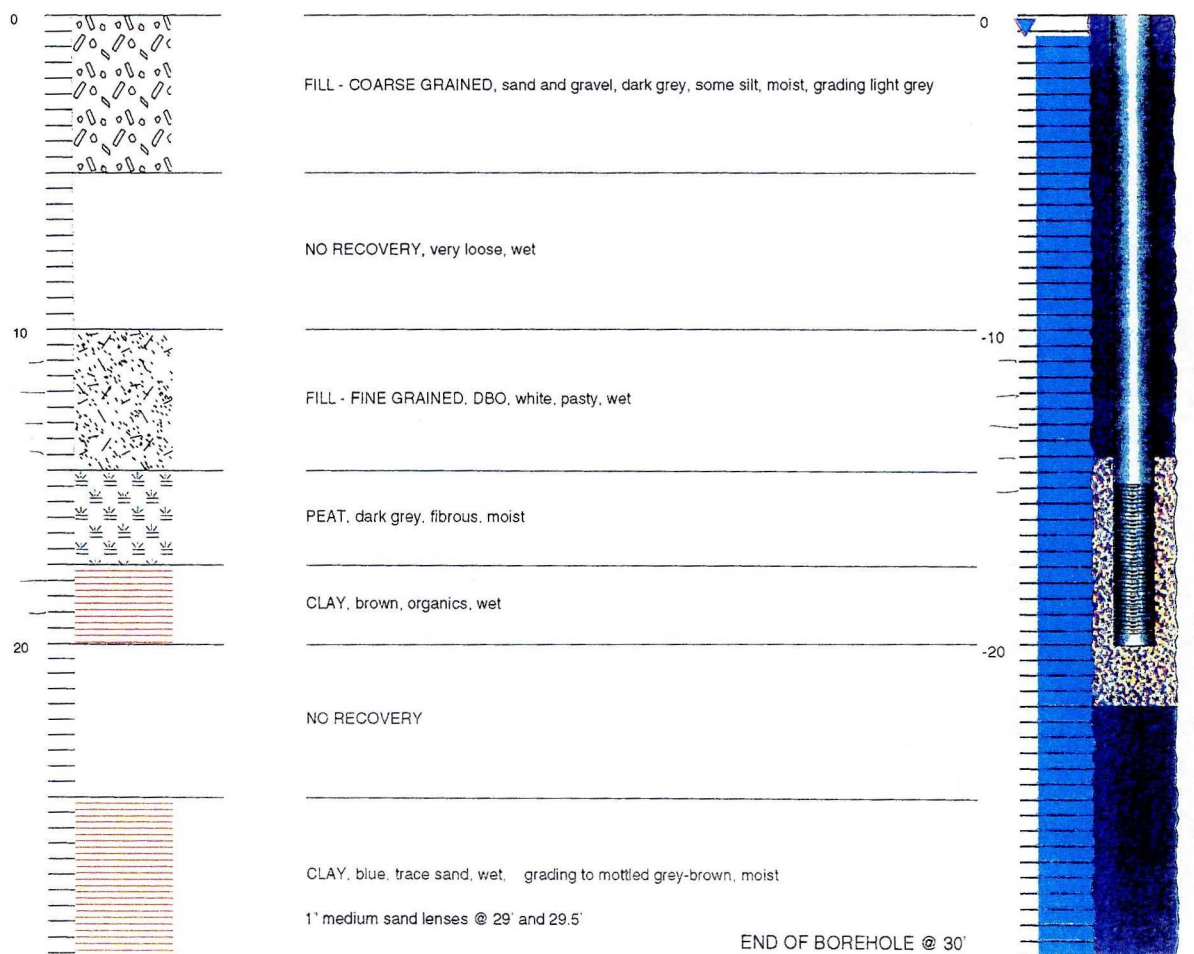 0
0
FILL - COARSE GRAINED, sand and gravel, dark grey, some silt, moist, grading light grey
NO RECOVERY, very loose, wet
10
-10
FILL - FINE GRAINED, DBO, white, pasty, wet
PEAT, dark grey, fibrous, moist
CLAY, brown, organics, wet
20
-20
NO RECOVERY
CLAY, blue, trace sand, wet, grading to mottled grey-brown, moist
1" medium sand lenses @ 29' and 29.5'
END OF BOREHOLE @ 30'